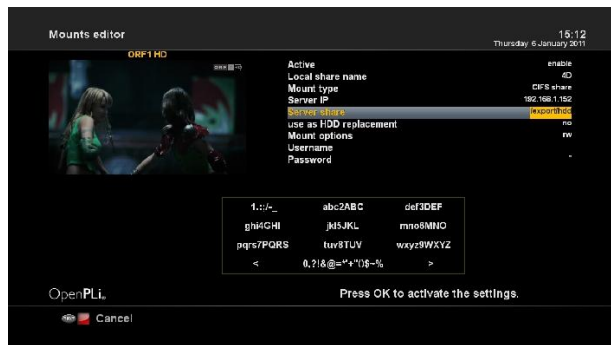 Mounts editor
15:12
Thursday 6 January 2011
ORF1 HD
Active enable
Local share name 4D
Mount type CIFS share
Server IP 192.168.1.152
Server share /export/hdd
use as HDD replacement no
Mount options rw
Username
Password *
1.:/-_ abc2ABC def3DEF
ghi4GHI jkl5JKL mno6MNO
pqrs7PQRS tuv8TUV wxyz9WXYZ
< 0,?!&@=*'+"()$~% >
OpenPLi.
Press OK to activate the settings.
Cancel